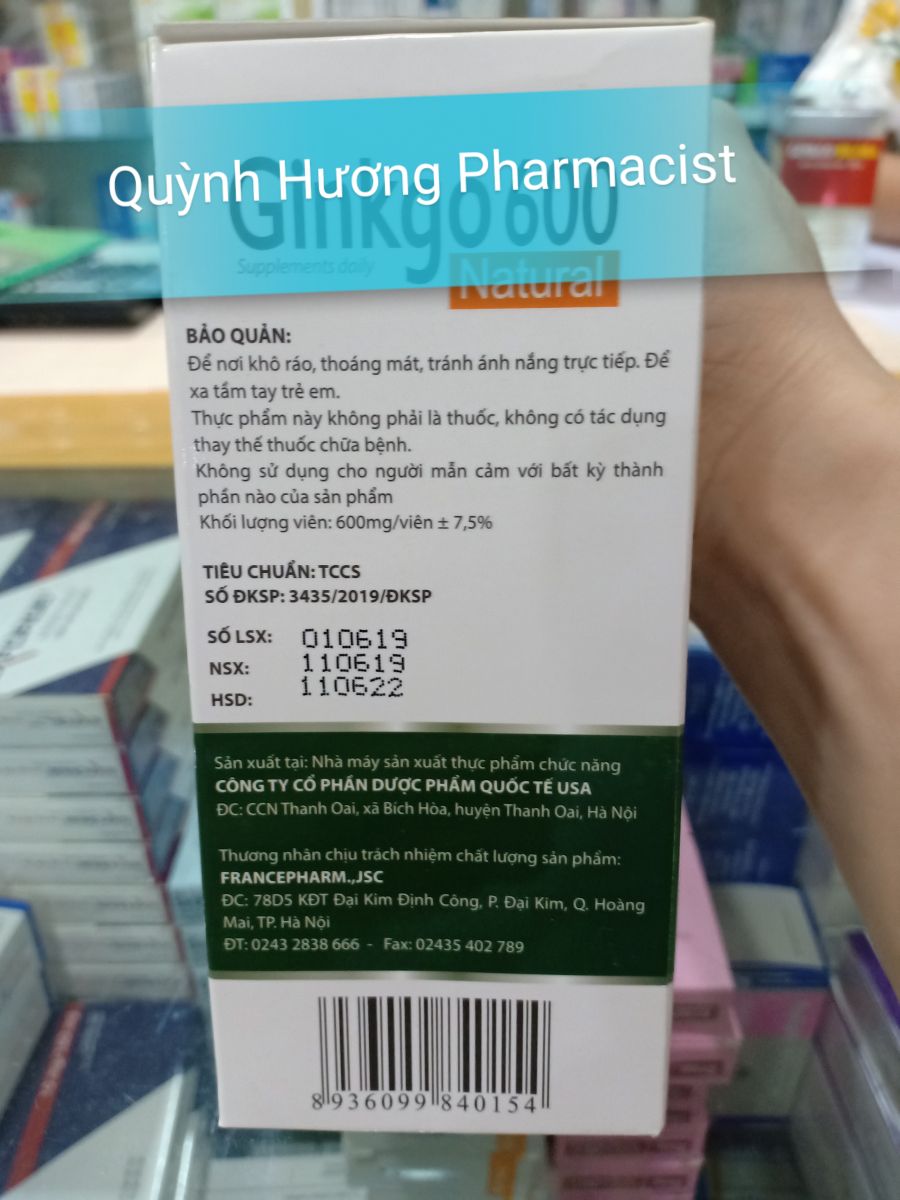 Quỳnh Hương Pharmacist
Ginkgo 600
Supplements daily
Natural
BẢO QUẢN:
Để nơi khô ráo, thoáng mát, tránh ánh nắng trực tiếp. Để
xa tầm tay trẻ em.
Thực phẩm này không phải là thuốc, không có tác dụng
thay thế thuốc chữa bệnh.
Không sử dụng cho người mẫn cảm với bất kỳ thành
phần nào của sản phẩm
Khối lượng viên: 600mg/viên ± 7,5%
TIÊU CHUẨN: TCCS
SỐ ĐKSP: 3435/2019/ĐKSP
SỐ LSX: 010619
NSX: 110619
HSD: 110622
Sản xuất tại: Nhà máy sản xuất thực phẩm chức năng
CÔNG TY CỔ PHẦN DƯỢC PHẨM QUỐC TẾ USA
ĐC: CCN Thanh Oai, xã Bích Hòa, huyện Thanh Oai, Hà Nội
Thương nhân chịu trách nhiệm chất lượng sản phẩm:
FRANCEPHARM.,JSC
ĐC: 78D5 KĐT Đại Kim Định Công, P. Đại Kim, Q. Hoàng
Mai, TP. Hà Nội
ĐT: 0243 2838 666 - Fax: 02435 402 789
8 936099 840154